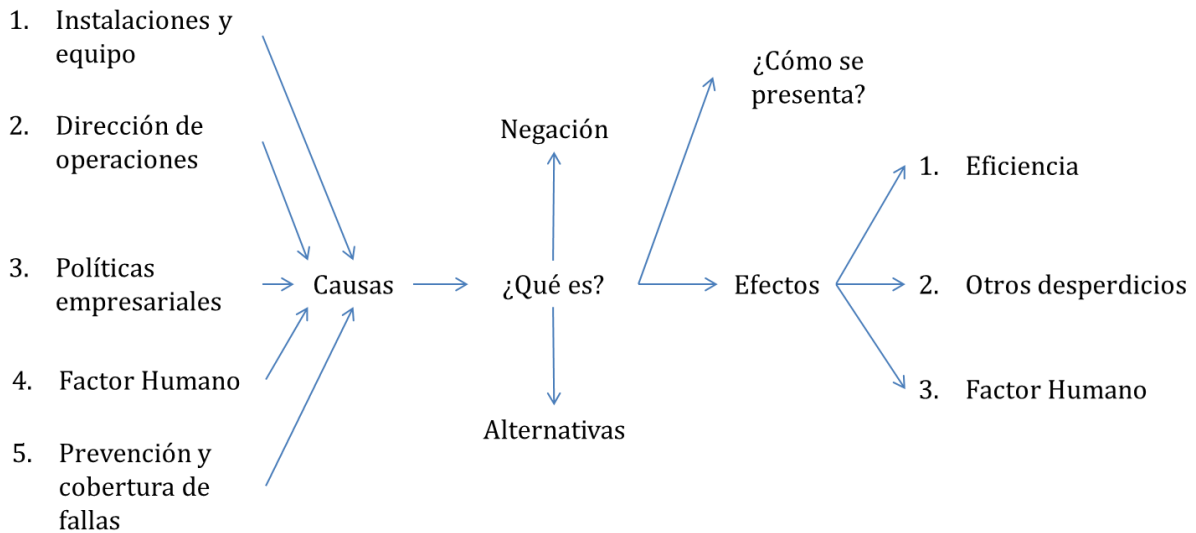 1. Instalaciones y
equipo
2. Dirección de
operaciones
3. Políticas
empresariales
4. Factor Humano
5. Prevención y
cobertura de
fallas
Causas
Negación
¿Qué es?
Alternativas
¿Cómo se
presenta?
Efectos
1. Eficiencia
2. Otros desperdicios
3. Factor Humano